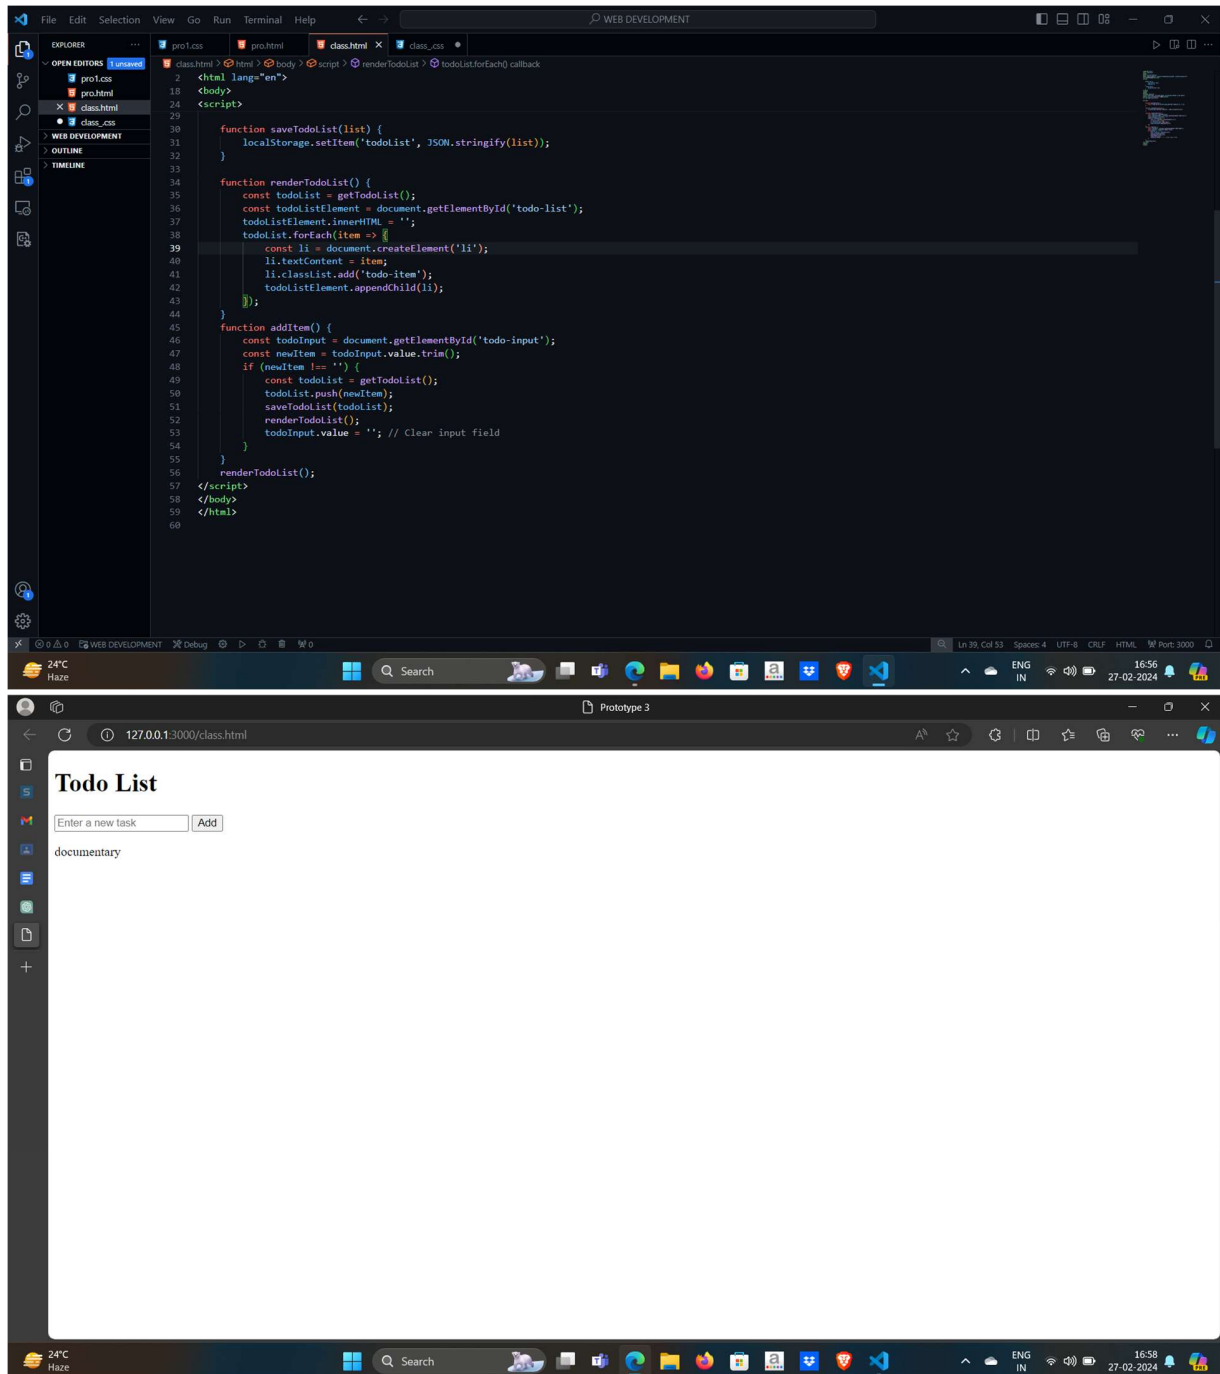 File Edit Selection View Go Run Terminal Help
WEB DEVELOPMENT
EXPLORER
pro1.css pro.html class.html class_.css
OPEN EDITORS 1 unsaved
class.html > html > body > script > renderTodoList > todoList.forEach() callback
pro1.css
pro.html
class.html
class_.css
WEB DEVELOPMENT
OUTLINE
TIMELINE
2 <html lang="en">
18 <body>
24 <script>
29
30 function saveTodoList(list) {
31 localStorage.setItem('todoList', JSON.stringify(list));
32 }
33
34 function renderTodoList() {
35 const todoList = getTodoList();
36 const todoListElement = document.getElementById('todo-list');
37 todoListElement.innerHTML = '';
38 todoList.forEach(item => {
39 const li = document.createElement('li');
40 li.textContent = item;
41 li.classList.add('todo-item');
42 todoListElement.appendChild(li);
43 });
44 }
45 function addItem() {
46 const todoInput = document.getElementById('todo-input');
47 const newItem = todoInput.value.trim();
48 if (newItem !== '') {
49 const todoList = getTodoList();
50 todoList.push(newItem);
51 saveTodoList(todoList);
52 renderTodoList();
53 todoInput.value = ''; // Clear input field
54 }
55 }
56 renderTodoList();
57 </script>
58 </body>
59 </html>
60
0 0 WEB DEVELOPMENT Debug 0 Ln 39, Col 53 Spaces: 4 UTF-8 CRLF HTML Port: 3000
24°C
Haze
Search
ENG
IN
16:56
27-02-2024
Prototype 3
127.0.0.1:3000/class.html
Todo List
Enter a new task Add
documentary
24°C
Haze
Search
ENG
IN
16:58
27-02-2024